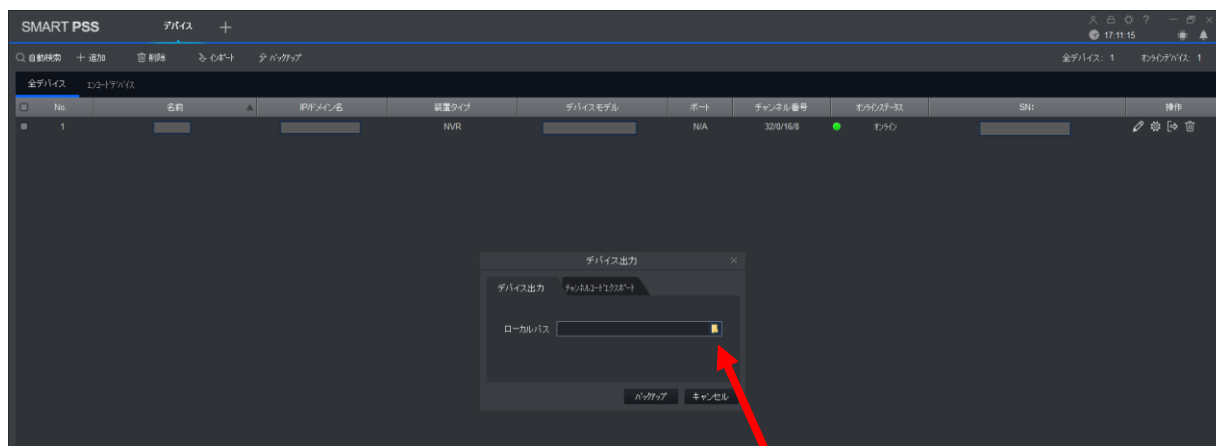 SMART PSS デバイス
17:11:15
自動検索 追加 削除 インポート バックアップ 全デバイス: 1 オンラインデバイス: 1
全デバイス エンコードデバイス
No. 名前 IP/ドメイン名 装置タイプ デバイスモデル ポート チャンネル番号 オンラインステータス SN: 操作
1 NVR N/A 32/0/16/8 オンライン
デバイス出力
デバイス出力 チャンネルコードエクスポート
ローカルパス
バックアップ キャンセル